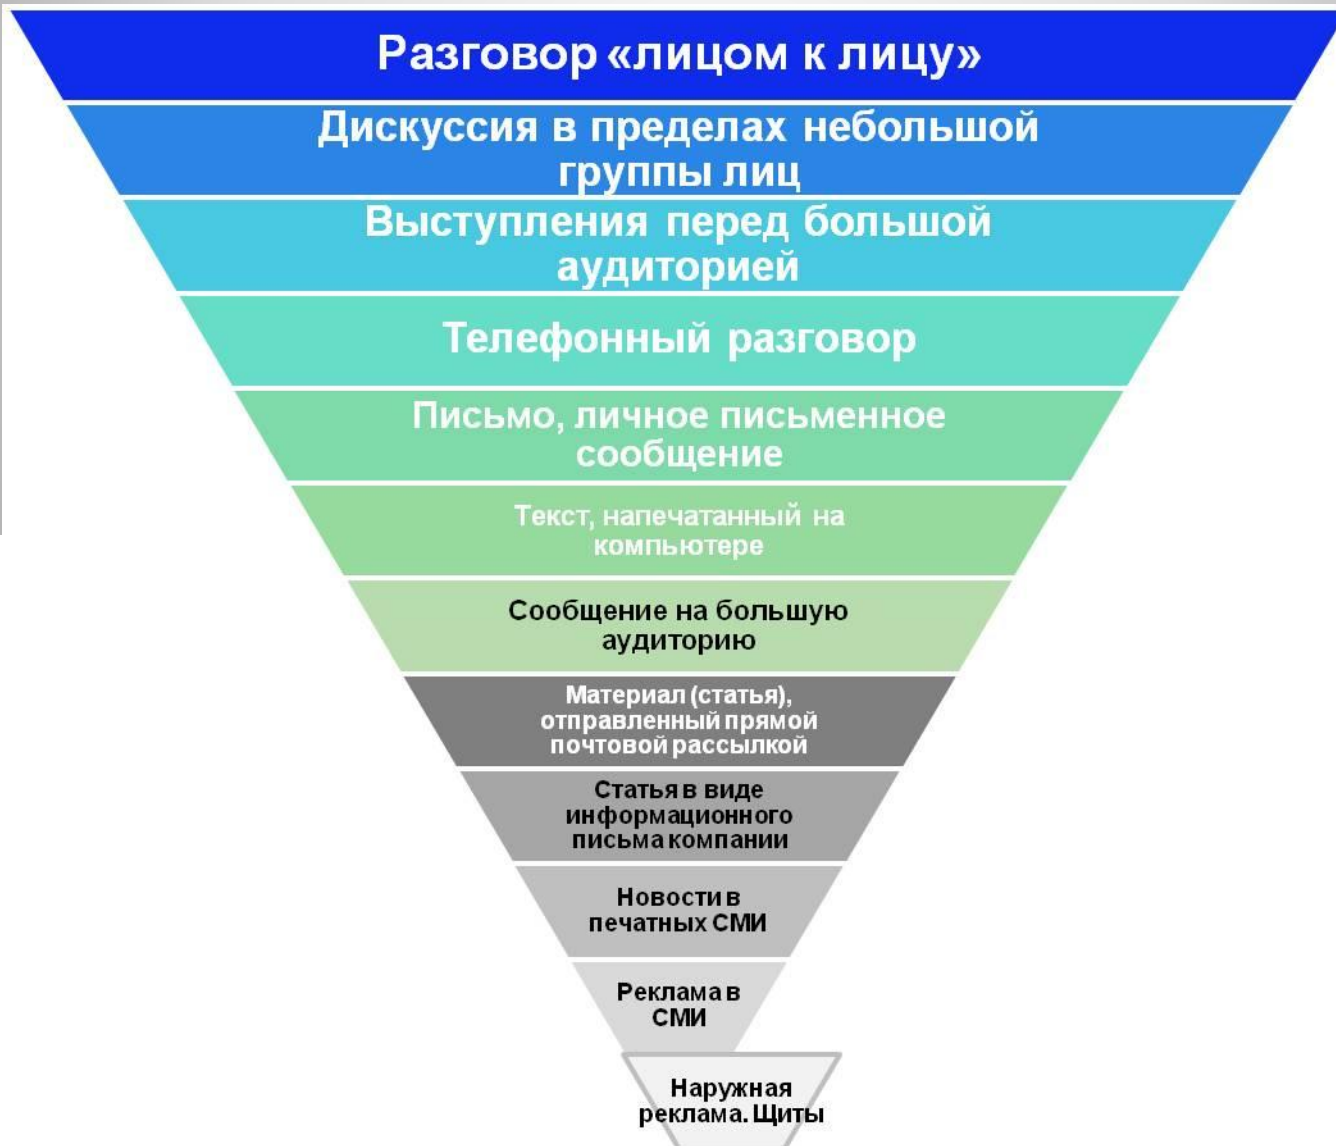 Разговор «лицом к лицу»
Дискуссия в пределах небольшой
группы лиц
Выступления перед большой
аудиторией
Телефонный разговор
Письмо, личное письменное
сообщение
Текст, напечатанный на
компьютере
Сообщение на большую
аудиторию
Материал (статья),
отправленный прямой
почтовой рассылкой
Статья в виде
информационного
письма компании
Новости в
печатных СМИ
Реклама в
СМИ
Наружная
реклама. Щиты